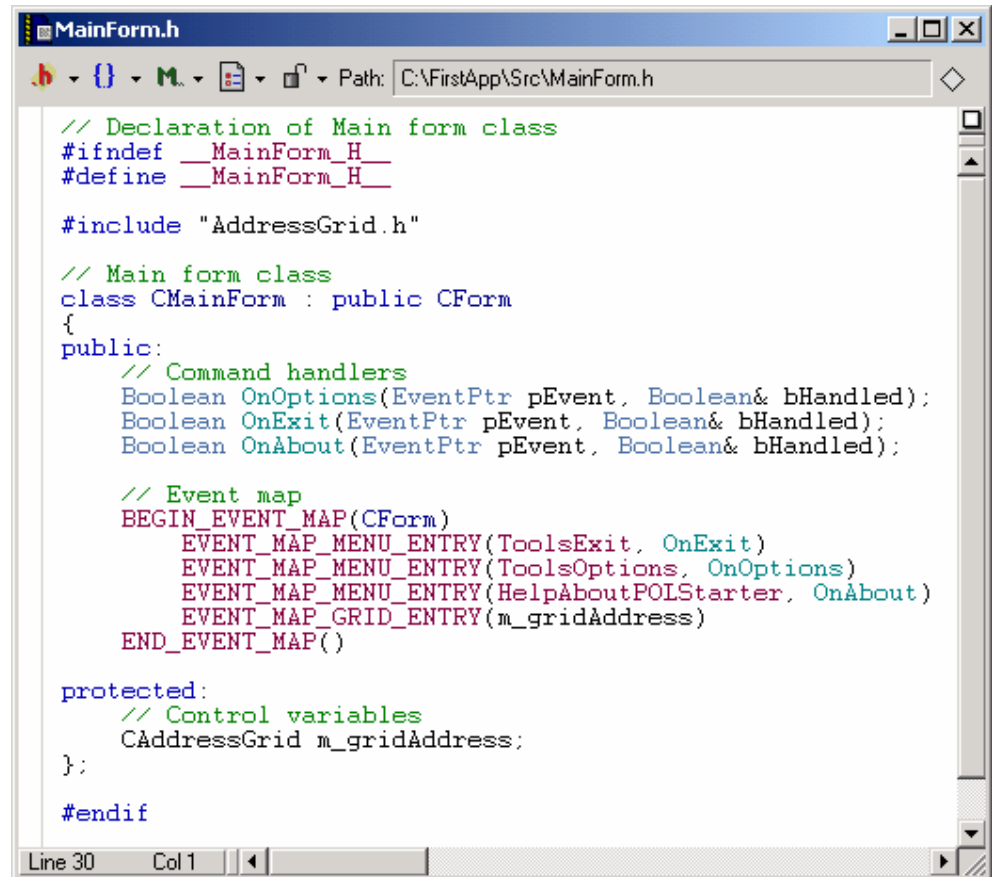 MainForm.h
.h {} M.. Path: C:\FirstApp\Src\MainForm.h
// Declaration of Main form class
#ifndef __MainForm_H__
#define __MainForm_H__
#include "AddressGrid.h"
// Main form class
class CMainForm : public CForm
{
public:
    // Command handlers
    Boolean OnOptions(EventPtr pEvent, Boolean& bHandled);
    Boolean OnExit(EventPtr pEvent, Boolean& bHandled);
    Boolean OnAbout(EventPtr pEvent, Boolean& bHandled);
    // Event map
    BEGIN_EVENT_MAP(CForm)
        EVENT_MAP_MENU_ENTRY(ToolsExit, OnExit)
        EVENT_MAP_MENU_ENTRY(ToolsOptions, OnOptions)
        EVENT_MAP_MENU_ENTRY(HelpAboutPOLStarter, OnAbout)
        EVENT_MAP_GRID_ENTRY(m_gridAddress)
    END_EVENT_MAP()
protected:
    // Control variables
    CAddressGrid m_gridAddress;
};
#endif
Line 30 Col 1